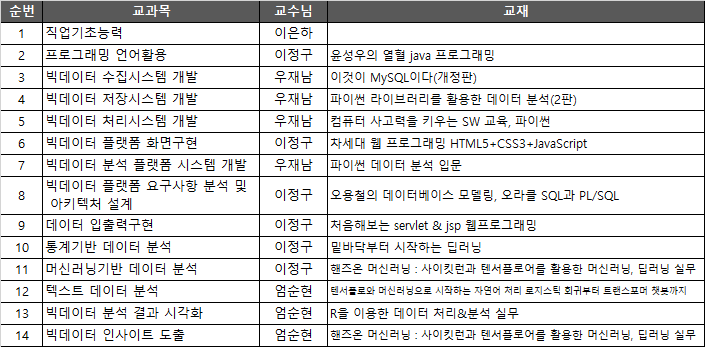 순번 교과목 교수님 교재
1 직업기초능력 이은하
2 프로그래밍 언어활용 이정구 윤성우의 열혈 java 프로그래밍
3 빅데이터 수집시스템 개발 우재남 이것이 MySQL이다(개정판)
4 빅데이터 저장시스템 개발 우재남 파이썬 라이브러리를 활용한 데이터 분석(2판)
5 빅데이터 처리시스템 개발 우재남 컴퓨터 사고력을 키우는 SW 교육, 파이썬
6 빅데이터 플랫폼 화면구현 이정구 차세대 웹 프로그래밍 HTML5+CSS3+JavaScript
7 빅데이터 분석 플랫폼 시스템 개발 우재남 파이썬 데이터 분석 입문
8 빅데이터 플랫폼 요구사항 분석 및
아키텍처 설계 이정구 오용철의 데이터베이스 모델링, 오라클 SQL과 PL/SQL
9 데이터 입출력구현 이정구 처음해보는 servlet & jsp 웹프로그래밍
10 통계기반 데이터 분석 이정구 밑바닥부터 시작하는 딥러닝
11 머신러닝기반 데이터 분석 이정구 핸즈온 머신러닝 : 사이킷런과 텐서플로어를 활용한 머신러닝, 딥러닝 실무
12 텍스트 데이터 분석 엄순현 텐서플로와 머신러닝으로 시작하는 자연어 처리 로지스틱 회귀부터 트랜스포머 챗봇까지
13 빅데이터 분석 결과 시각화 엄순현 R을 이용한 데이터 처리&분석 실무
14 빅데이터 인사이트 도출 엄순현 핸즈온 머신러닝 : 사이킷런과 텐서플로어를 활용한 머신러닝, 딥러닝 실무